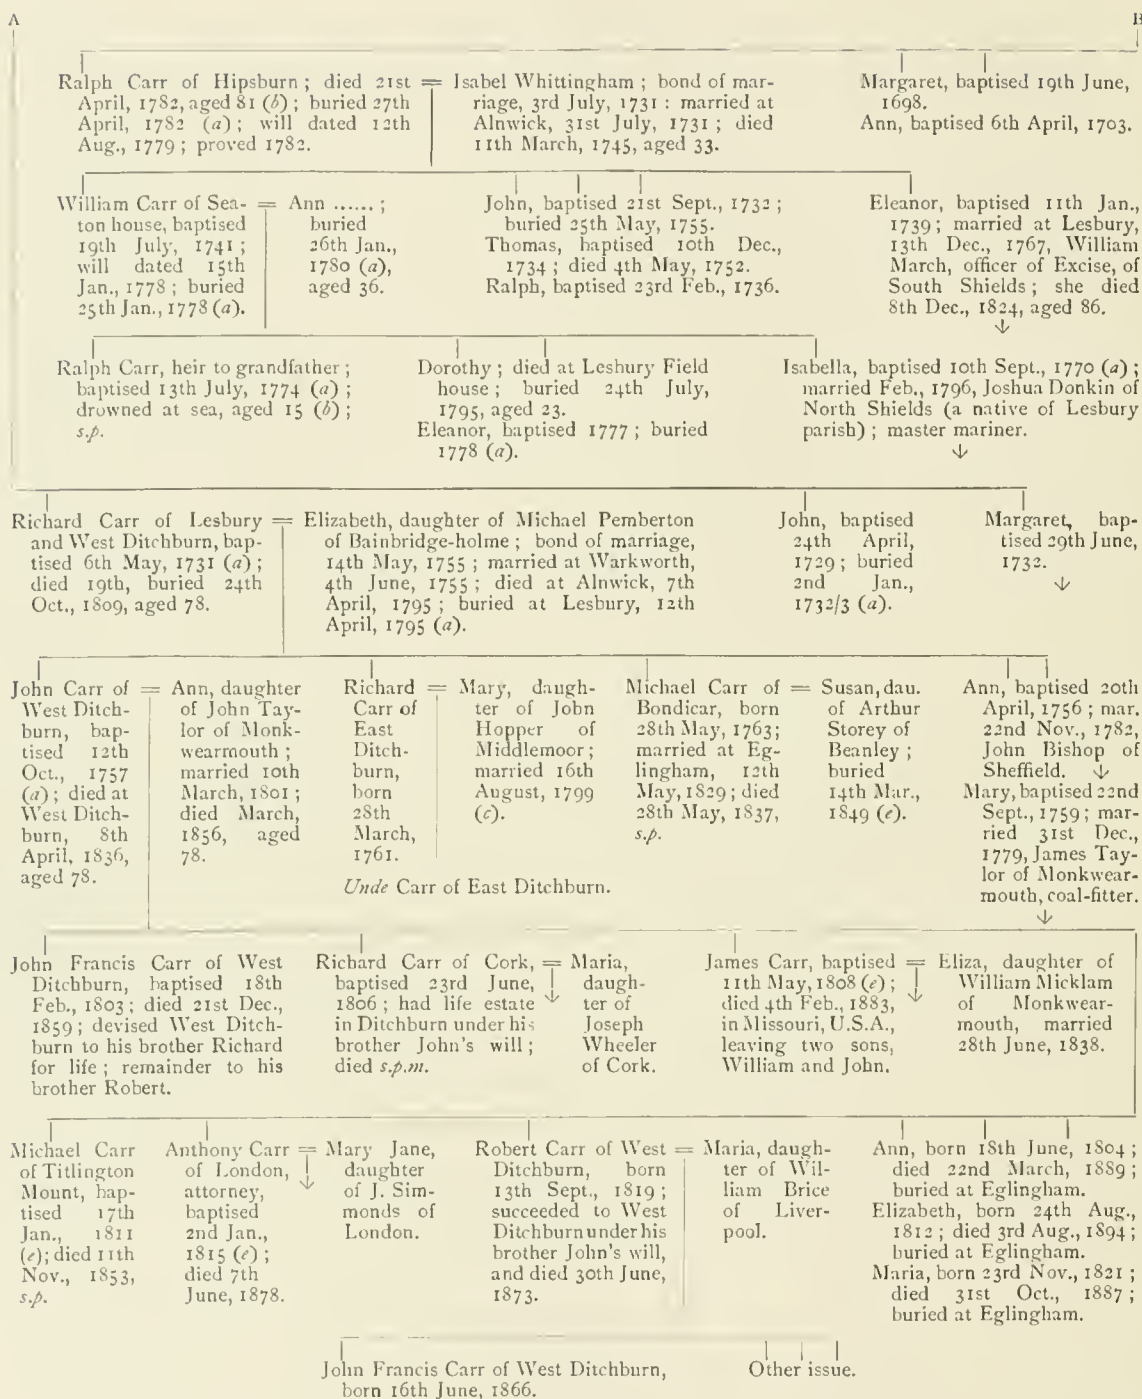 A
B
Ralph Carr of Hipsburn ; died 21st
April, 1782, aged 81 (b) ; buried 27th
April, 1782 (a) ; will dated 12th
Aug., 1779 ; proved 1782.
=
Isabel Whittingham ; bond of mar-
riage, 3rd July, 1731 : married at
Alnwick, 31st July, 1731 ; died
11th March, 1745, aged 33.
Margaret, baptised 19th June,
1698.
Ann, baptised 6th April, 1703.
William Carr of Sea-
ton house, baptised
19th July, 1741 ;
will dated 15th
Jan., 1778 ; buried
25th Jan., 1778 (a).
=
Ann ...... ;
buried
26th Jan.,
1780 (a),
aged 36.
John, baptised 21st Sept., 1732 ;
buried 25th May, 1755.
Thomas, baptised 10th Dec.,
1734 ; died 4th May, 1752.
Ralph, baptised 23rd Feb., 1736.
Eleanor, baptised 11th Jan.,
1739 ; married at Lesbury,
13th Dec., 1767, William
March, officer of Excise, of
South Shields ; she died
8th Dec., 1824, aged 86.
Ralph Carr, heir to grandfather ;
baptised 13th July, 1774 (a) ;
drowned at sea, aged 15 (b) ;
s.p.
Dorothy ; died at Lesbury Field
house ; buried 24th July,
1795, aged 23.
Eleanor, baptised 1777 ; buried
1778 (a).
Isabella, baptised 10th Sept., 1770 (a) ;
married Feb., 1796, Joshua Donkin of
North Shields (a native of Lesbury
parish) ; master mariner.
Richard Carr of Lesbury
and West Ditchburn, bap-
tised 6th May, 1731 (a) ;
died 19th, buried 24th
Oct., 1809, aged 78.
=
Elizabeth, daughter of Michael Pemberton
of Bainbridge-holme ; bond of marriage,
14th May, 1755 ; married at Warkworth,
4th June, 1755 ; died at Alnwick, 7th
April, 1795 ; buried at Lesbury, 12th
April, 1795 (a).
John, baptised
24th April,
1729 ; buried
2nd Jan.,
1732/3 (a).
Margaret, bap-
tised 29th June,
1732.
John Carr of
West Ditch-
burn, bap-
tised 12th
Oct., 1757
(a) ; died at
West Ditch-
burn, 8th
April, 1836,
aged 78.
=
Ann, daughter
of John Tay-
lor of Monk-
wearmouth ;
married 10th
March, 1801 ;
died March,
1856, aged
78.
Richard
Carr of
East
Ditch-
burn,
born
28th
March,
1761.
=
Mary, daugh-
ter of John
Hopper of
Middlemoor ;
married 16th
August, 1799
(c).
Unde Carr of East Ditchburn.
Michael Carr of
Bondicar, born
28th May, 1763 ;
married at Eg-
lingham, 12th
May, 1829 ; died
28th May, 1837,
s.p.
=
Susan, dau.
of Arthur
Storey of
Beanley ;
buried
14th Mar.,
1849 (e).
Ann, baptised 20th
April, 1756 ; mar.
22nd Nov., 1782,
John Bishop of
Sheffield.
Mary, baptised 22nd
Sept., 1759 ; mar-
ried 31st Dec.,
1779, James Tay-
lor of Monkwear-
mouth, coal-fitter.
John Francis Carr of West
Ditchburn, baptised 18th
Feb., 1803 ; died 21st Dec.,
1859 ; devised West Ditch-
burn to his brother Richard
for life ; remainder to his
brother Robert.
Richard Carr of Cork,
baptised 23rd June,
1806 ; had life estate
in Ditchburn under his
brother John's will ;
died s.p.m.
=
Maria,
daugh-
ter of
Joseph
Wheeler
of Cork.
James Carr, baptised
11th May, 1808 (e) ;
died 4th Feb., 1883,
in Missouri, U.S.A.,
leaving two sons,
William and John.
=
Eliza, daughter of
William Micklam
of Monkwear-
mouth, married
28th June, 1838.
Michael Carr
of Titlington
Mount, bap-
tised 17th
Jan., 1811
(e) ; died 11th
Nov., 1853,
s.p.
Anthony Carr
of London,
attorney,
baptised
2nd Jan.,
1815 (e) ;
died 7th
June, 1878.
=
Mary Jane,
daughter
of J. Sim-
monds of
London.
Robert Carr of West
Ditchburn, born
13th Sept., 1819 ;
succeeded to West
Ditchburn under his
brother John's will,
and died 30th June,
1873.
=
Maria, daugh-
ter of Wil-
liam Brice
of Liver-
pool.
Ann, born 18th June, 1804 ;
died 22nd March, 1889 ;
buried at Eglingham.
Elizabeth, born 24th Aug.,
1812 ; died 3rd Aug., 1894 ;
buried at Eglingham.
Maria, born 23rd Nov., 1821 ;
died 31st Oct., 1887 ;
buried at Eglingham.
John Francis Carr of West Ditchburn,
born 16th June, 1866.
Other issue.